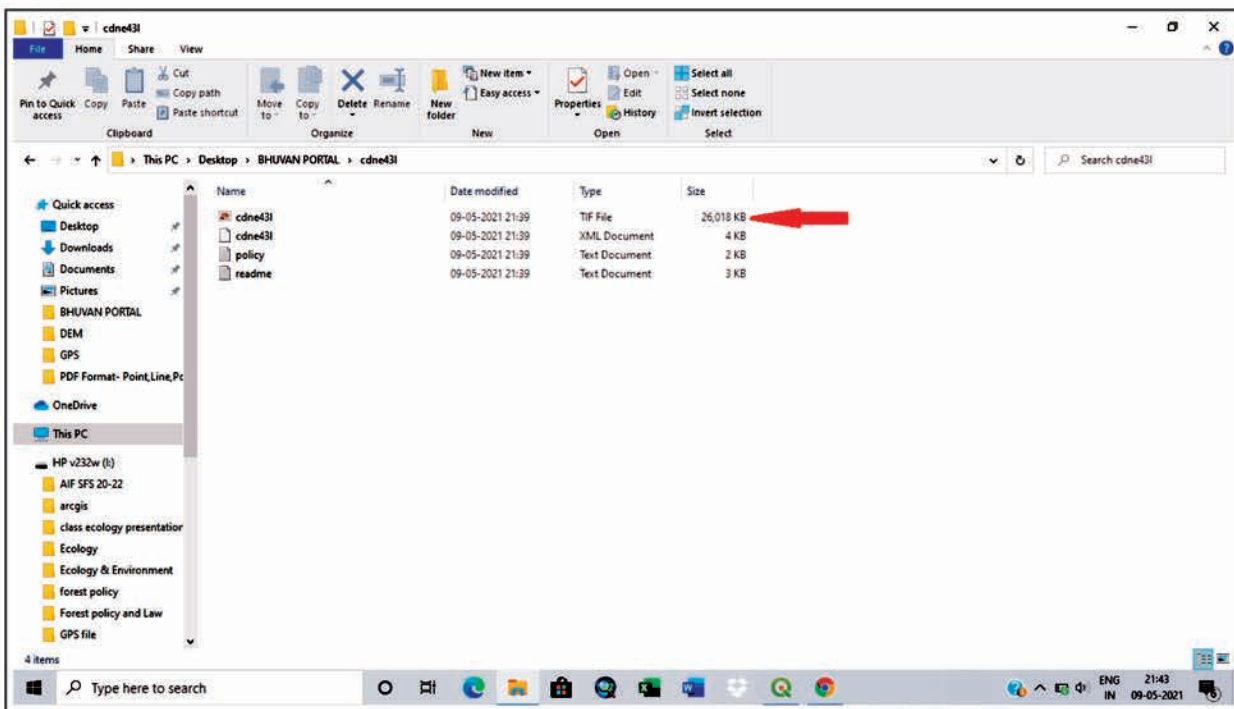 cdne43l
File Home Share View
Pin to Quick access
Copy
Paste
Cut
Copy path
Paste shortcut
Clipboard
Move to
Copy to
Delete
Rename
Organize
New folder
New item
Easy access
New
Properties
Open
Edit
History
Open
Select all
Select none
Invert selection
Select
This PC > Desktop > BHUVAN PORTAL > cdne43l
Search cdne43l
Quick access
Desktop
Downloads
Documents
Pictures
BHUVAN PORTAL
DEM
GPS
PDF Format- Point,Line,Pc
OneDrive
This PC
HP v232w (I:)
AIF SFS 20-22
arcgis
class ecology presentation
Ecology
Ecology & Environment
forest policy
Forest policy and Law
GPS file
Name Date modified Type Size
cdne43l 09-05-2021 21:39 TIF File 26,018 KB
cdne43l 09-05-2021 21:39 XML Document 4 KB
policy 09-05-2021 21:39 Text Document 2 KB
readme 09-05-2021 21:39 Text Document 3 KB
4 items
Type here to search
ENG
IN
21:43
09-05-2021